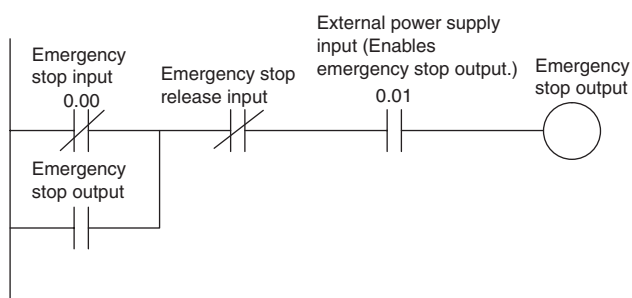 Emergency
stop input
0.00
Emergency stop
release input
External power supply
input (Enables
emergency stop output.)
0.01
Emergency
stop output
Emergency
stop output